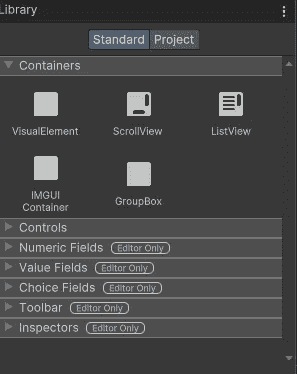 Library
Standard Project
Containers
VisualElement ScrollView ListView
IMGUI
Container
GroupBox
Controls
Numeric Fields Editor Only
Value Fields Editor Only
Choice Fields Editor Only
Toolbar Editor Only
Inspectors Editor Only